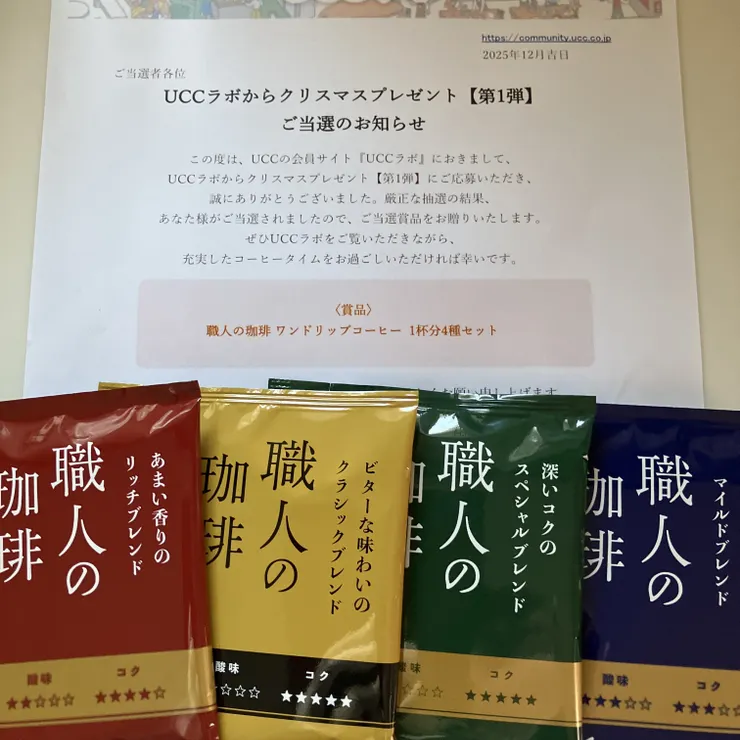 https://community.ucc.co.jp
2025年12月吉日
ご当選者各位
UCCラボからクリスマスプレゼント【第1弾】
ご当選のお知らせ
この度は、UCCの会員サイト『UCCラボ』におきまして、
UCCラボからクリスマスプレゼント【第1弾】にご応募いただき、
誠にありがとうございました。厳正な抽選の結果、
あなた様がご当選されましたので、ご当選賞品をお贈りいたします。
ぜひUCCラボをご覧いただきながら、
充実したコーヒータイムをお過ごしいただければ幸いです。
〈賞品〉
職人の珈琲 ワンドリップコーヒー 1杯分4種セット
あまい香りの
リッチブレンド
職人の
珈琲
酸味 コク
★★☆☆☆ ★★★★☆
ビターな味わいの
クラシックブレンド
職人の
珈琲
酸味 コク
☆☆☆☆ ★★★★★
深いコクの
スペシャルブレンド
職人の
珈琲
酸味 コク
☆☆☆ ★★★★★
マイルドブレンド
職人の
珈琲
酸味 コク
★★★☆☆ ★★★☆